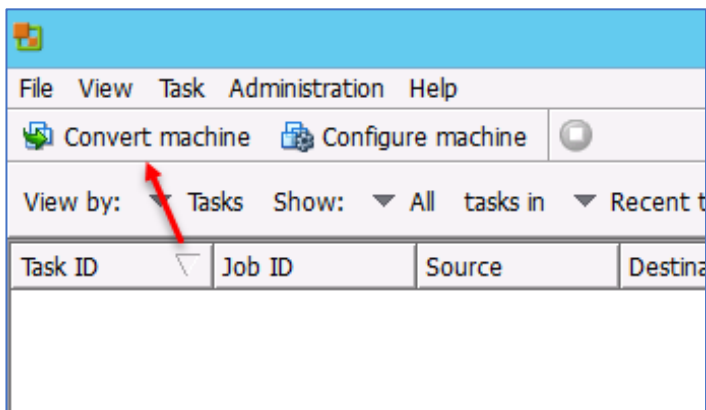 File View Task Administration Help
Convert machine Configure machine
View by: Tasks Show: All tasks in Recent t
Task ID Job ID Source Destina